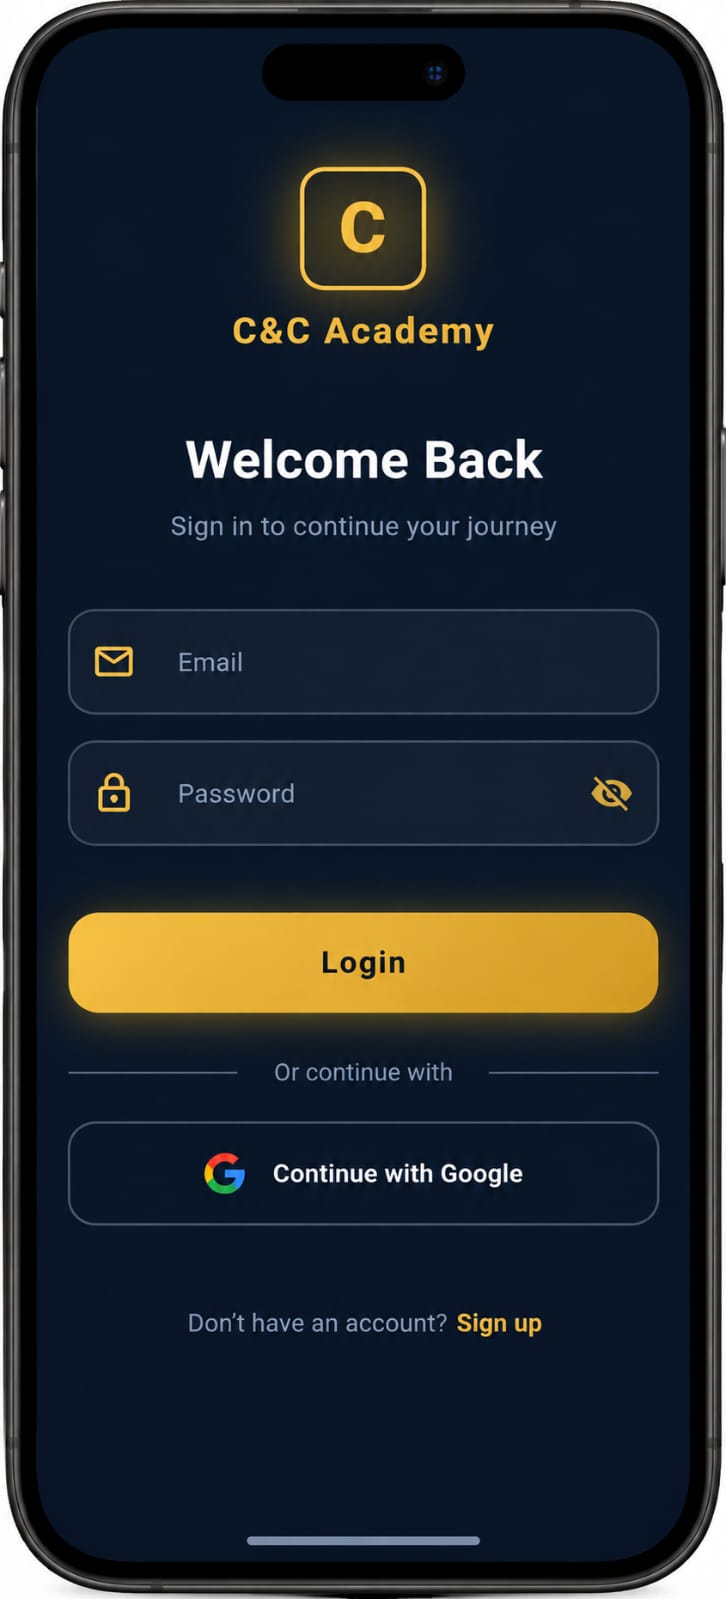 C
C&C Academy
Welcome Back
Sign in to continue your journey
Email
Password
Login
Or continue with
Continue with Google
Don’t have an account? Sign up